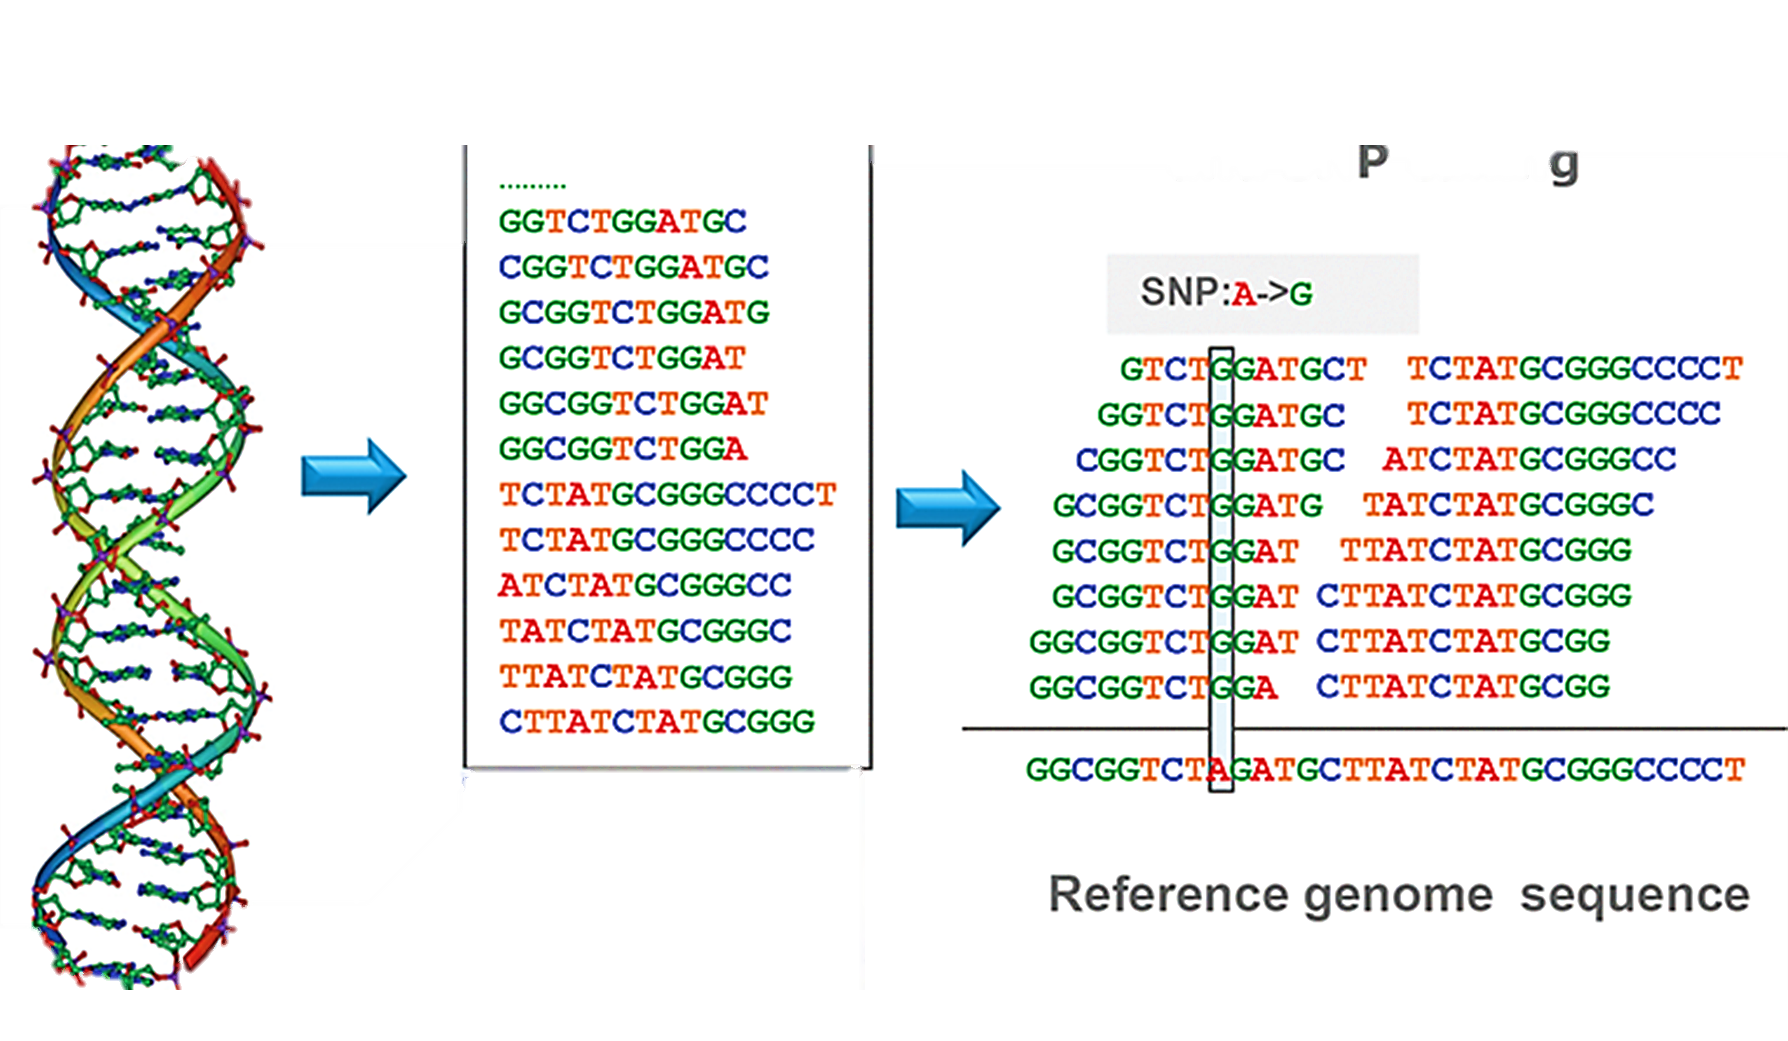 .........
GGTCTGGATGC
CGGTCTGGATGC
GCGGTCTGGATG
GCGGTCTGGAT
GGCGGTCTGGAT
GGCGGTCTGGA
TCTATGCGGGCCCCT
TCTATGCGGGCCCC
ATCTATGCGGGCC
TATCTATGCGGGC
TTATCTATGCGGG
CTTATCTATGCGGG
P g
SNP:A->G
GTCTGGATGCT TCTATGCGGGCCCCT
GGTCTGGATGC TCTATGCGGGCCCC
CGGTCTGGATGC ATCTATGCGGGCC
GCGGTCTGGATG TATCTATGCGGGC
GCGGTCTGGAT TTATCTATGCGGG
GCGGTCTGGAT CTTATCTATGCGGG
GGCGGTCTGGAT CTTATCTATGCGG
GGCGGTCTGGA CTTATCTATGCGG
GGCGGTCTAGATGCTTATCTATGCGGGCCCCT
Reference genome sequence